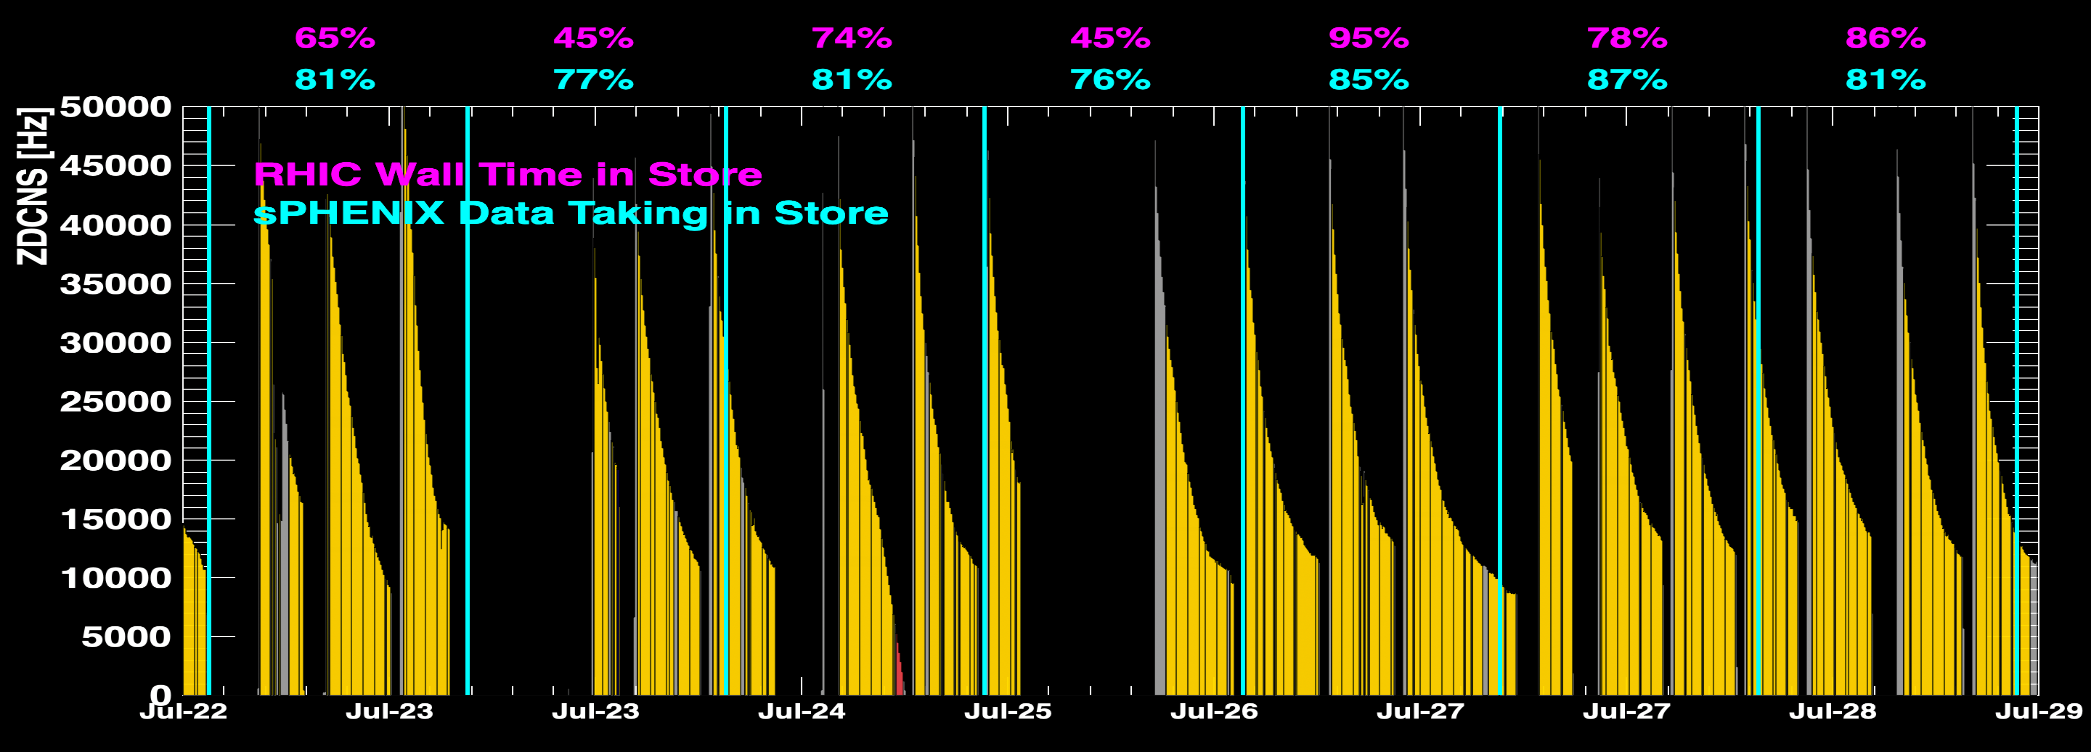 65% 45% 74% 45% 95% 78% 86%
81% 77% 81% 76% 85% 87% 81%
ZDCNS [Hz]
50000
45000
RHIC Wall Time in Store
sPHENIX Data Taking in Store
40000
35000
30000
25000
20000
15000
10000
5000
0
Jul-22 Jul-23 Jul-23 Jul-24 Jul-25 Jul-26 Jul-27 Jul-27 Jul-28 Jul-29